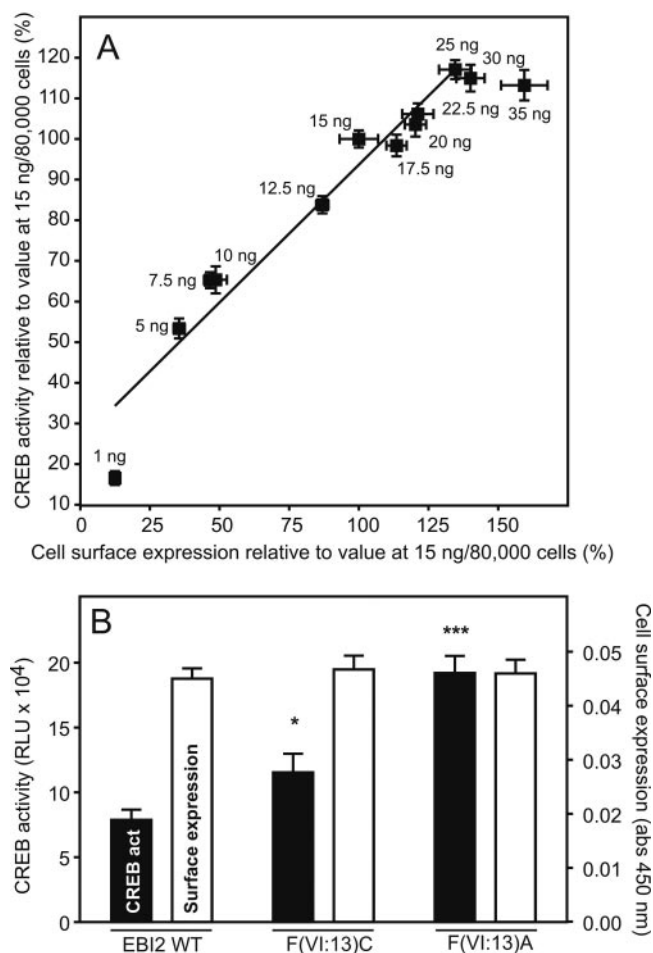 A
CREB activity relative to value at 15 ng/80,000 cells (%)
120
110
100
90
80
70
60
50
40
30
20
10
25 ng
30 ng
35 ng
22.5 ng
20 ng
17.5 ng
15 ng
12.5 ng
10 ng
7.5 ng
5 ng
1 ng
0 25 50 75 100 125 150
Cell surface expression relative to value at 15 ng/80,000 cells (%)
B
CREB activity (RLU x 10⁴)
20
15
10
5
0
CREB act
Surface expression
*
***
0.05
0.04
0.03
0.02
0.01
0.00
Cell surface expression (abs 450 nm)
EBI2 WT F(VI:13)C F(VI:13)A